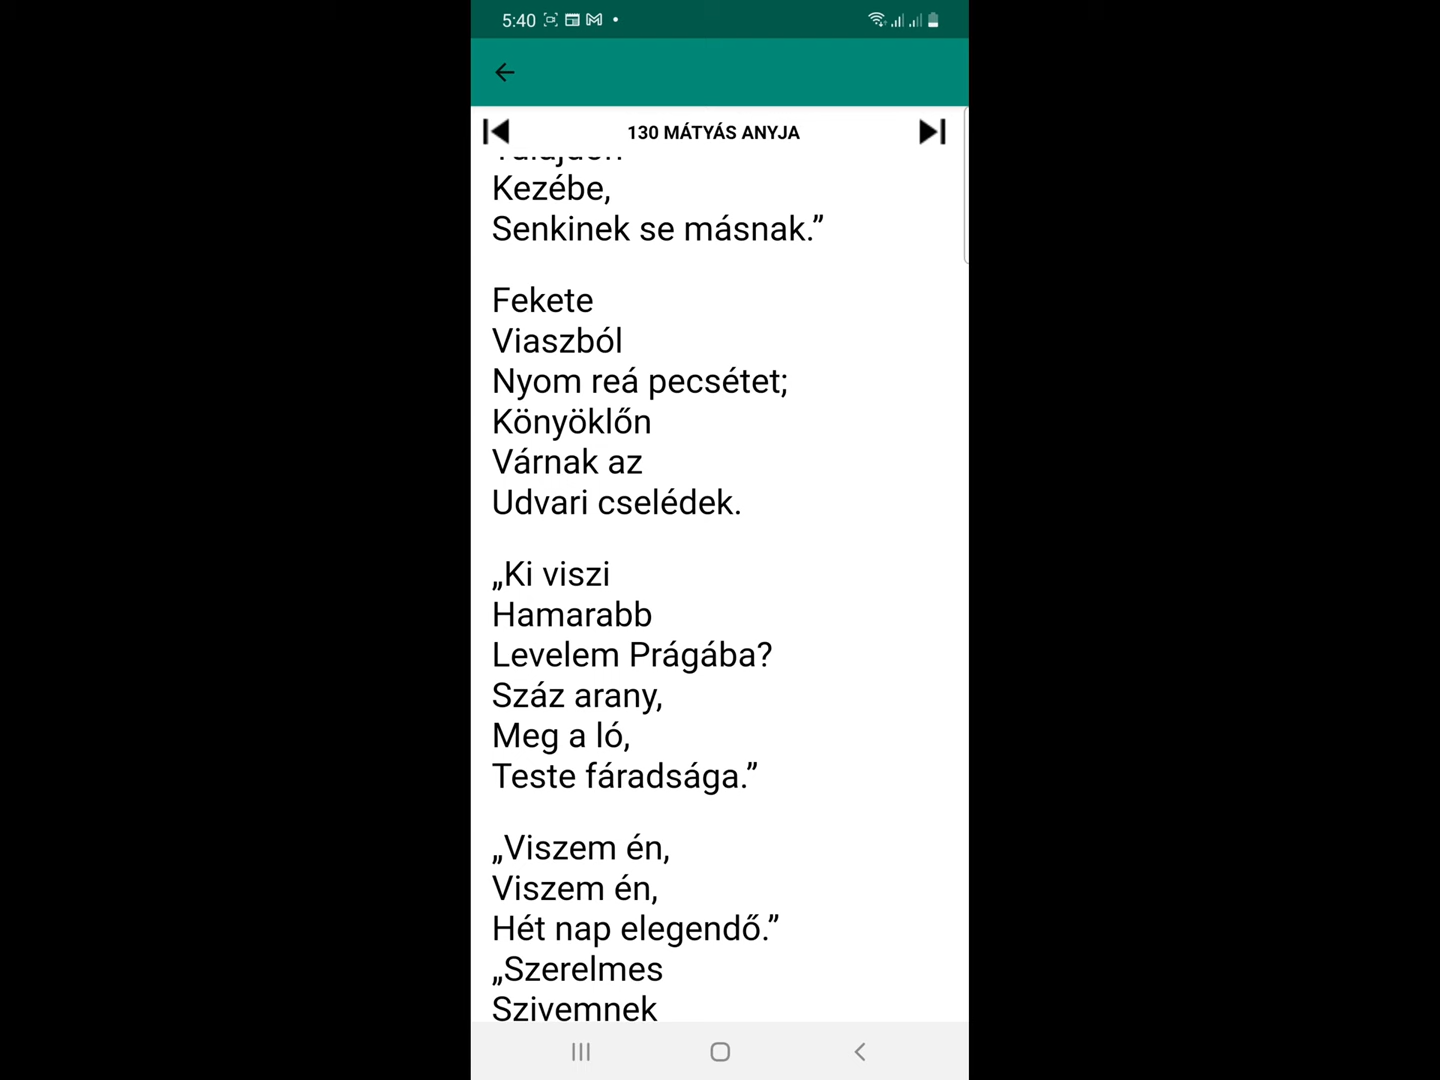 5:40
130 MÁTYÁS ANYJA
Kezébe,
Senkinek se másnak.”
Fekete
Viaszból
Nyom reá pecsétet;
Könyöklőn
Várnak az
Udvari cselédek.
„Ki viszi
Hamarabb
Levelem Prágába?
Száz arany,
Meg a ló,
Teste fáradsága.”
„Viszem én,
Viszem én,
Hét nap elegendő.”
„Szerelmes
Szivemnek